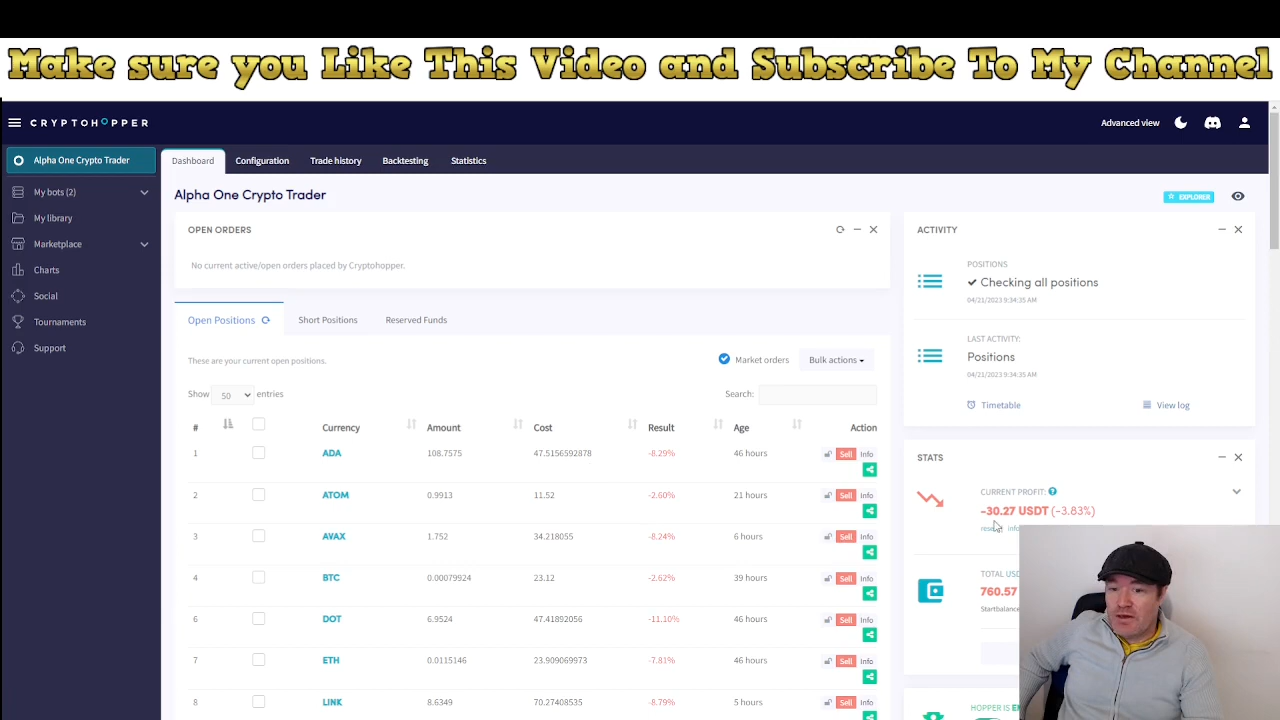 Make sure you Like This Video and Subscribe To My Channel
CRYPTOHOPPER
Advanced view
Alpha One Crypto Trader
Dashboard Configuration Trade history Backtesting Statistics
My bots (2)
My library
Marketplace
Charts
Social
Tournaments
Support
Alpha One Crypto Trader
EXPLORER
OPEN ORDERS
No current active/open orders placed by Cryptohopper.
Open Positions Short Positions Reserved Funds
These are your current open positions.
Market orders Bulk actions
Show 50 entries
Search:
# Currency Amount Cost Result Age Action
1 ADA 108.7575 47.5156592878 -8.29% 46 hours Sell Info
2 ATOM 0.9913 11.52 -2.60% 21 hours Sell Info
3 AVAX 1.752 34.218055 -8.24% 6 hours Sell Info
4 BTC 0.00079924 23.12 -2.62% 39 hours Sell Info
6 DOT 6.9524 47.41892056 -11.10% 46 hours Sell Info
7 ETH 0.0115146 23.909069973 -7.81% 46 hours Sell Info
8 LINK 8.6349 70.27408535 -8.79% 5 hours Sell Info
ACTIVITY
POSITIONS
Checking all positions
04/21/2023 9:34:35 AM
LAST ACTIVITY:
Positions
04/21/2023 9:34:35 AM
Timetable View log
STATS
CURRENT PROFIT:
-30.27 USDT (-3.83%)
TOTAL USD
760.57
Startbalance
HOPPER IS